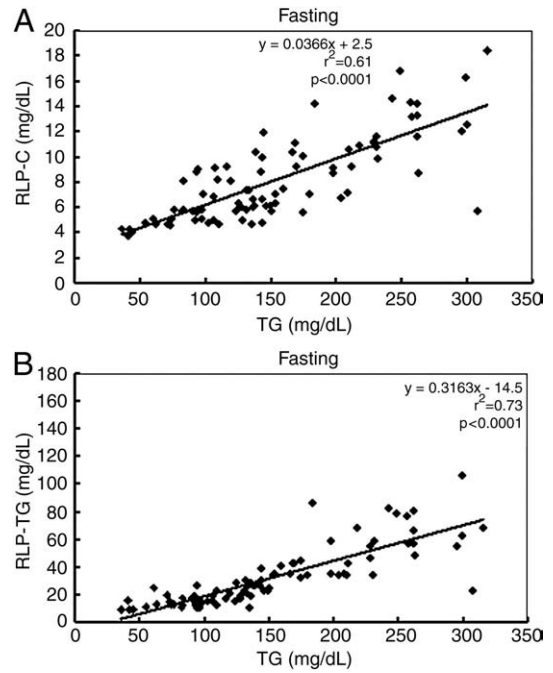 A
Fasting
y = 0.0366x + 2.5
r²=0.61
p<0.0001
RLP-C (mg/dL)
20
18
16
14
12
10
8
6
4
2
0
0 50 100 150 200 250 300 350
TG (mg/dL)
B
Fasting
y = 0.3163x - 14.5
r²=0.73
p<0.0001
RLP-TG (mg/dL)
180
160
140
120
100
80
60
40
20
0
0 50 100 150 200 250 300 350
TG (mg/dL)